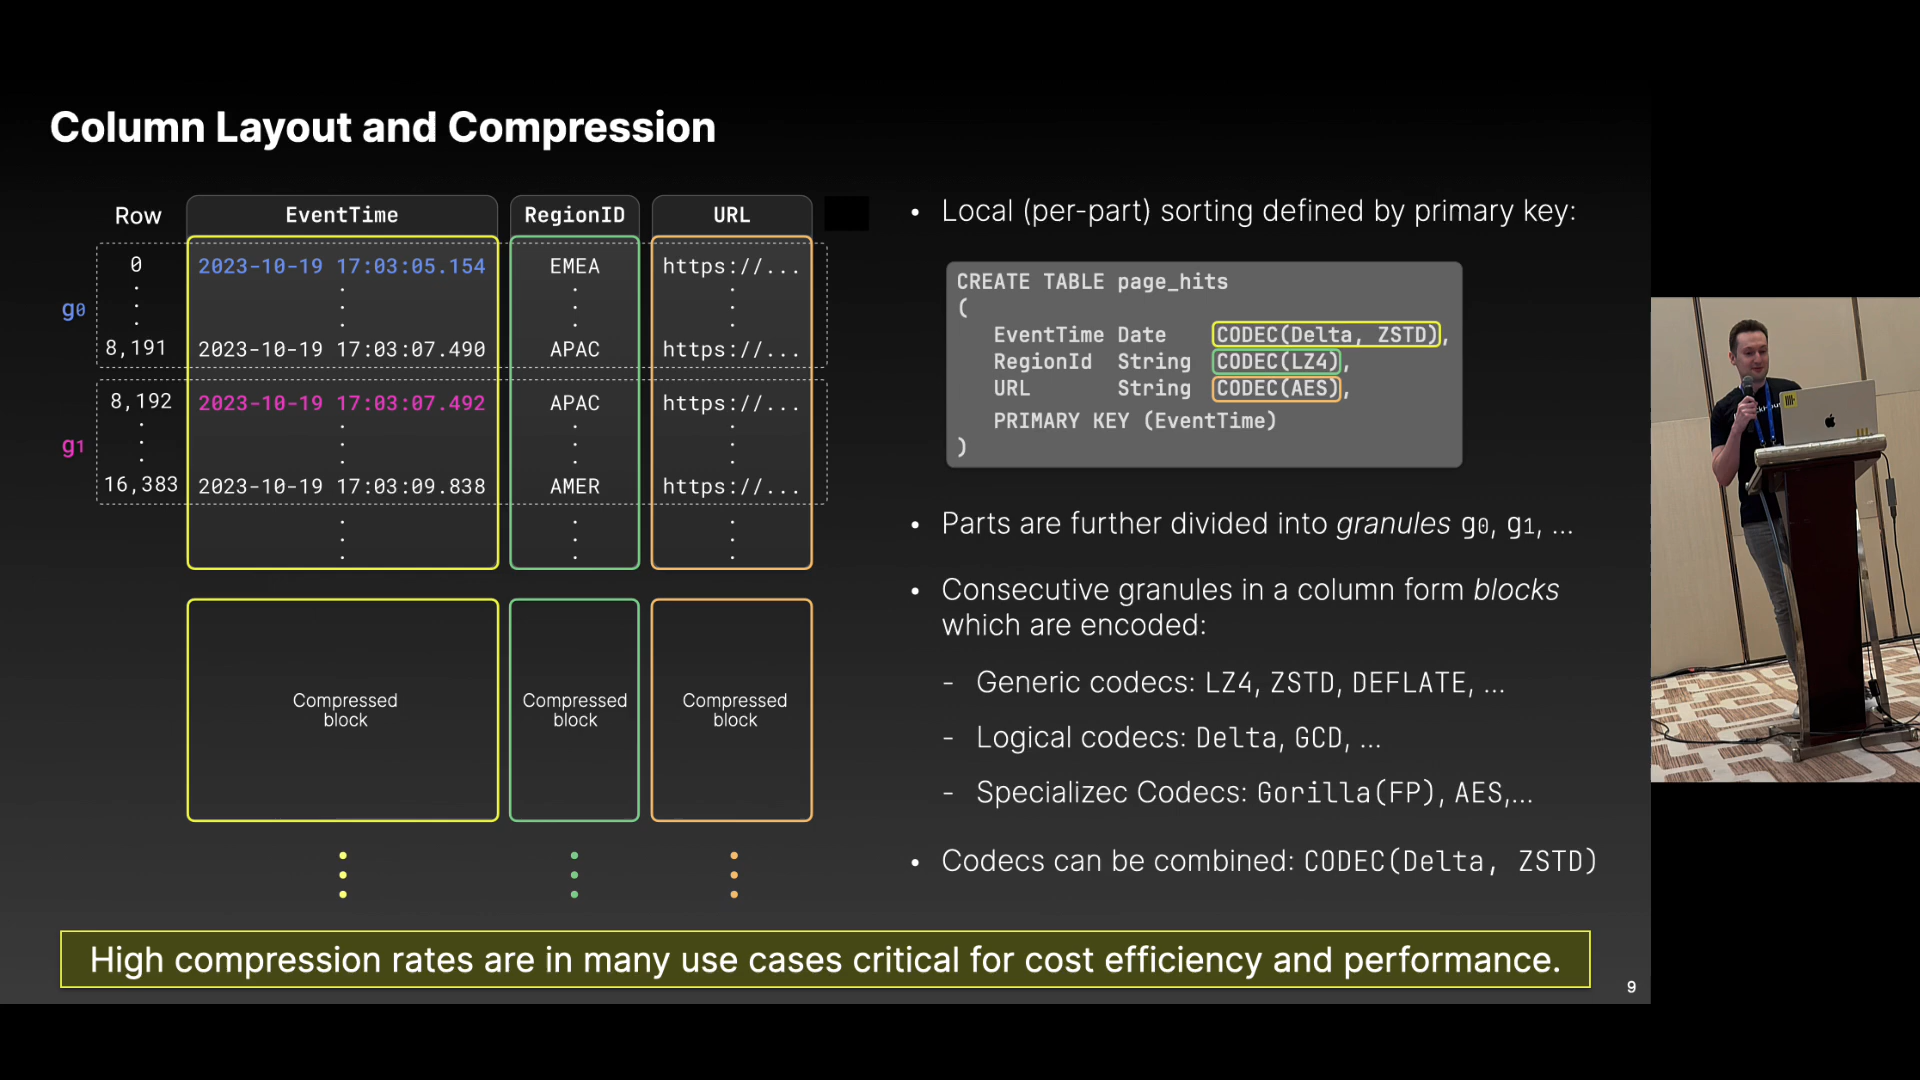 Column Layout and Compression
Row EventTime RegionID URL
0 2023-10-19 17:03:05.154 EMEA https://...
g0
8,191 2023-10-19 17:03:07.490 APAC https://...
8,192 2023-10-19 17:03:07.492 APAC https://...
g1
16,383 2023-10-19 17:03:09.838 AMER https://...
Compressed block
Compressed block
Compressed block
• Local (per-part) sorting defined by primary key:
CREATE TABLE page_hits
(
EventTime Date CODEC(Delta, ZSTD),
RegionId String CODEC(LZ4),
URL String CODEC(AES),
PRIMARY KEY (EventTime)
)
• Parts are further divided into granules g0, g1, ...
• Consecutive granules in a column form blocks
which are encoded:
- Generic codecs: LZ4, ZSTD, DEFLATE, ...
- Logical codecs: Delta, GCD, ...
- Specializec Codecs: Gorilla(FP), AES,...
• Codecs can be combined: CODEC(Delta, ZSTD)
High compression rates are in many use cases critical for cost efficiency and performance.
9